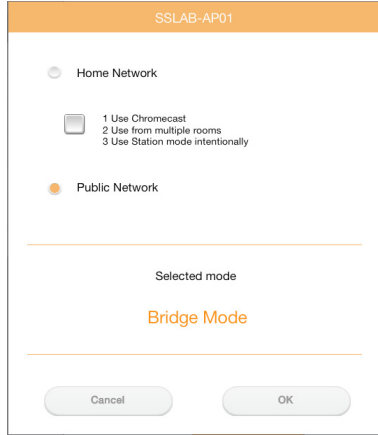 SSLAB-AP01
Home Network
1 Use Chromecast
2 Use from multiple rooms
3 Use Station mode intentionally
Public Network
Selected mode
Bridge Mode
Cancel OK